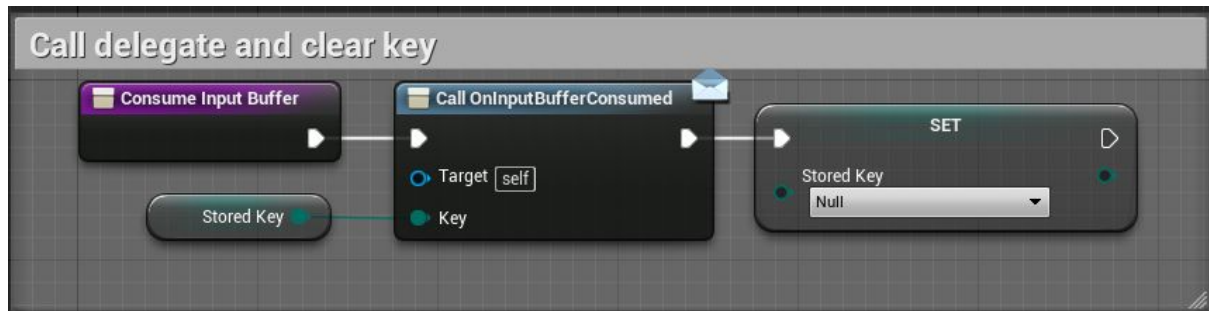 Call delegate and clear key
Consume Input Buffer
Call OnInputBufferConsumed
SET
Target self
Stored Key
Null
Stored Key
Key